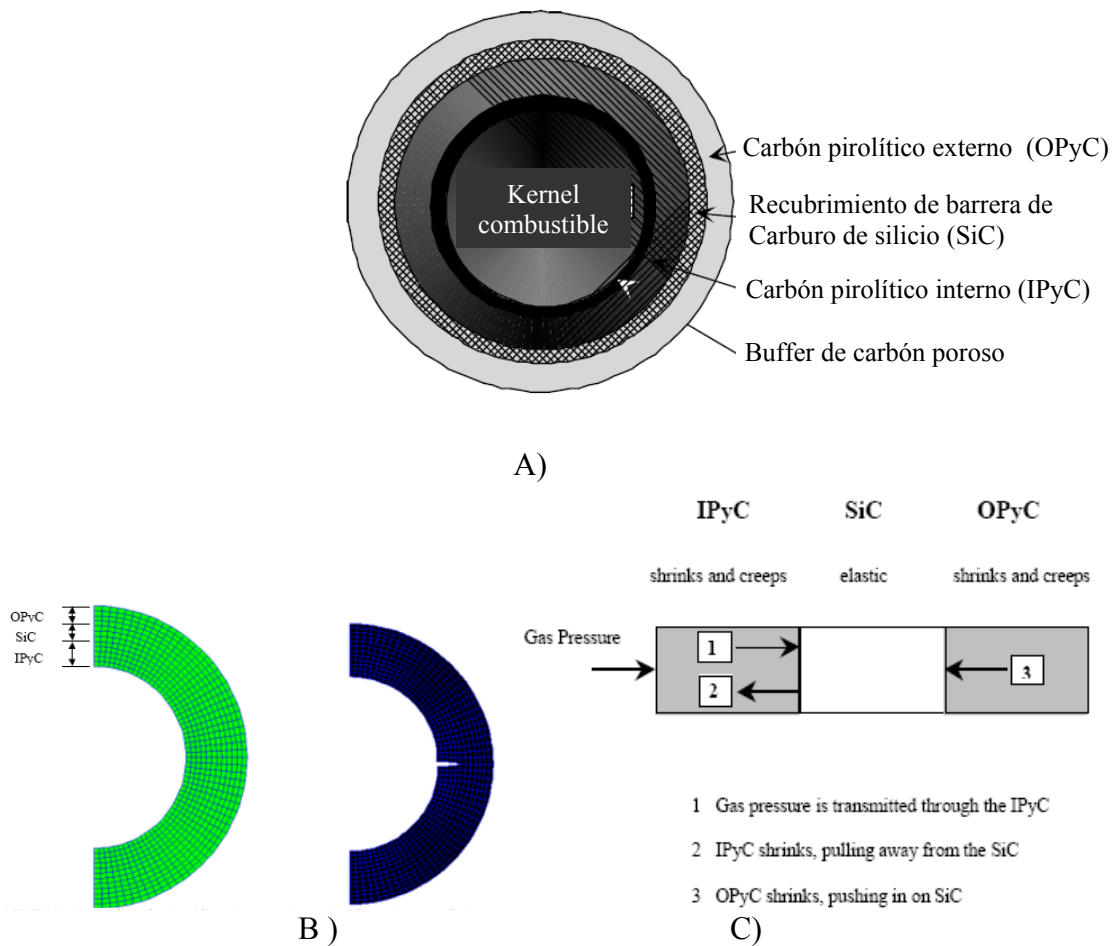 Kernel
combustible
Carbón pirolítico externo (OPyC)
Recubrimiento de barrera de
Carburo de silicio (SiC)
Carbón pirolítico interno (IPyC)
Buffer de carbón poroso
A)
OPyC
SiC
IPyC
B )
IPyC SiC OPyC
shrinks and creeps elastic shrinks and creeps
Gas Pressure
1
2
3
1 Gas pressure is transmitted through the IPyC
2 IPyC shrinks, pulling away from the SiC
3 OPyC shrinks, pushing in on SiC
C)